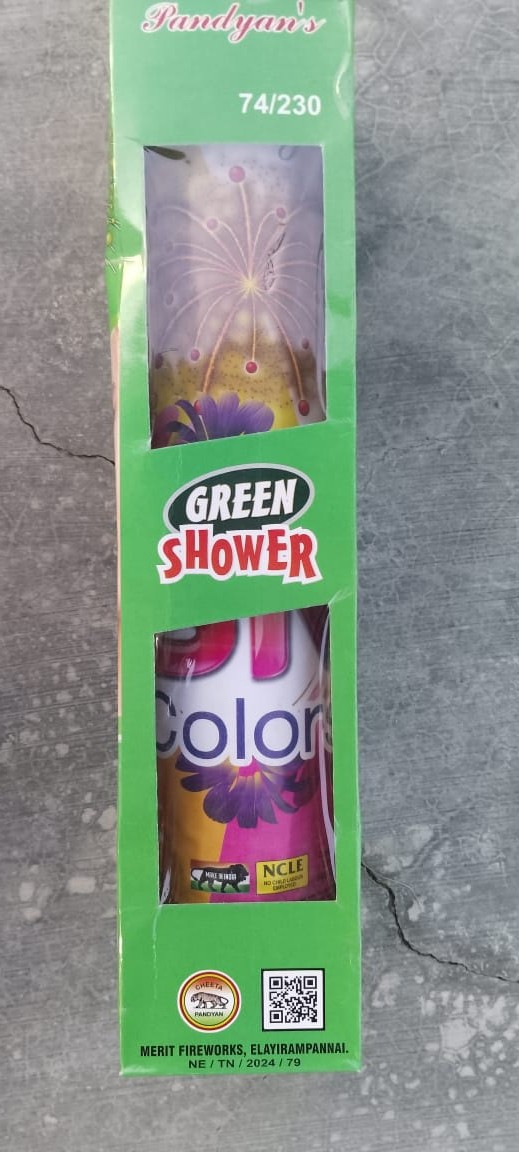 Pandyan's
74/230
GREEN
SHOWER
Color
MAKE IN INDIA
NCLE
NO CHILD LABOUR
EMPLOYED
CHEETA
PANDYAN
MERIT FIREWORKS, ELAYIRAMPANNAI.
NE / TN / 2024 / 79